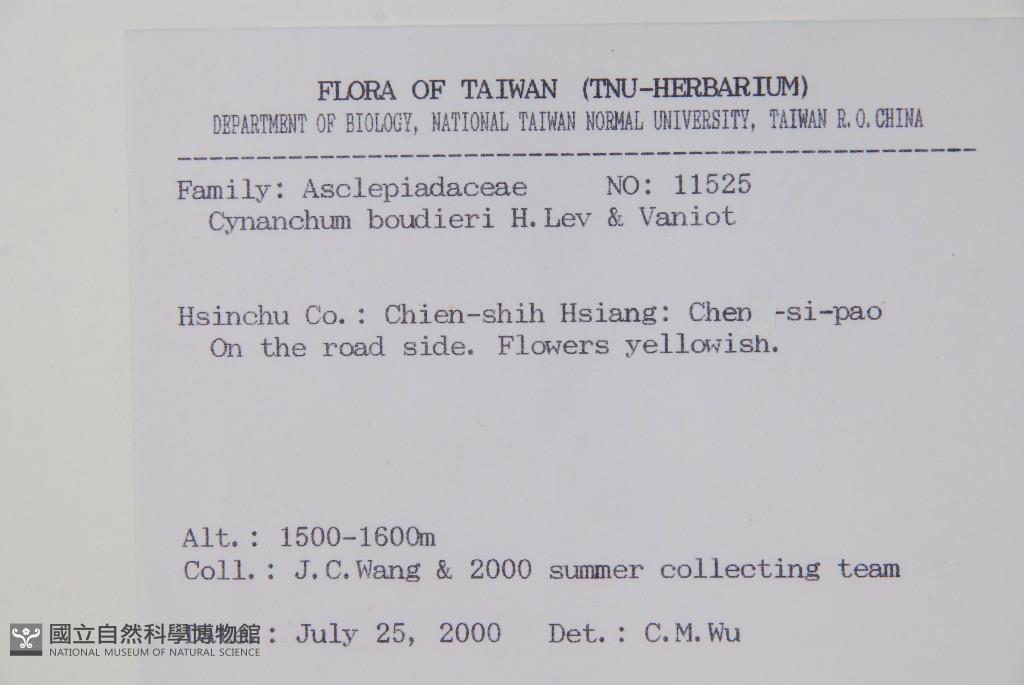 FLORA OF TAIWAN (TNU-HERBARIUM)
DEPARTMENT OF BIOLOGY, NATIONAL TAIWAN NORMAL UNIVERSITY, TAIWAN R.O.CHINA
Family: Asclepiadaceae NO: 11525
Cynanchum boudieri H.Lev & Vaniot
Hsinchu Co.: Chien-shih Hsiang: Chen -si-pao
On the road side. Flowers yellowish.
Alt.: 1500-1600m
Coll.: J.C.Wang & 2000 summer collecting team
: July 25, 2000 Det.: C.M.Wu
國立自然科學博物館
NATIONAL MUSEUM OF NATURAL SCIENCE